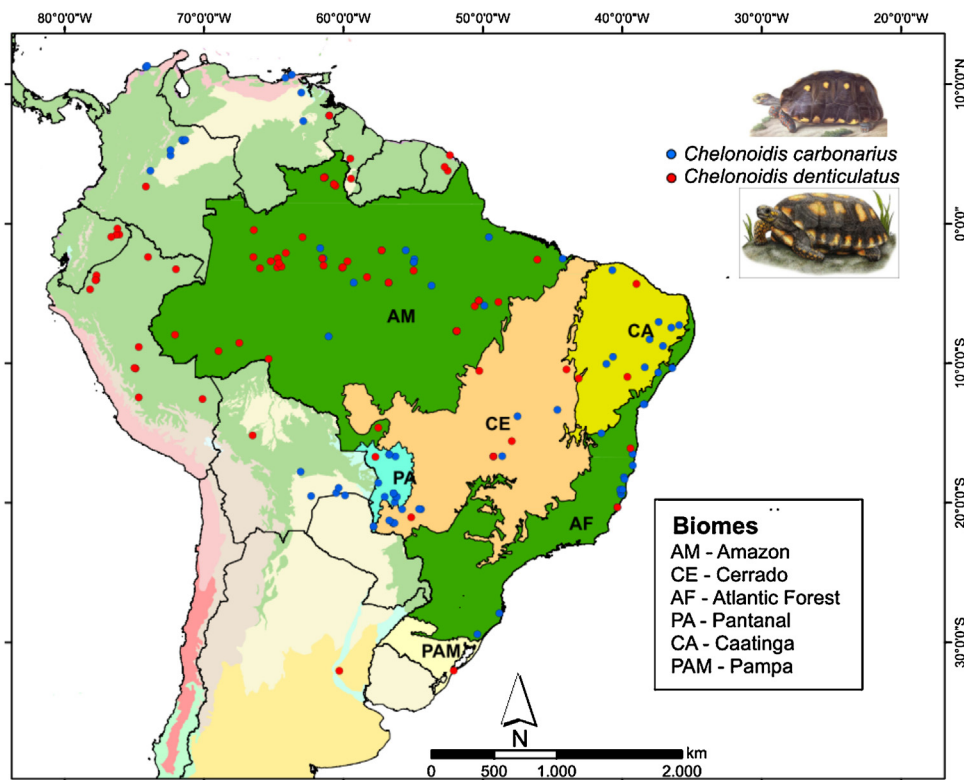 80°0'0"W 70°0'0"W 60°0'0"W 50°0'0"W 40°0'0"W 30°0'0"W 20°0'0"W
10°0'0"N
Chelonoidis carbonarius
Chelonoidis denticulatus
0°0'0"
AM
CA
10°0'0"S
CE
PA
20°0'0"S
AF
Biomes
AM - Amazon
CE - Cerrado
AF - Atlantic Forest
PA - Pantanal
CA - Caatinga
PAM - Pampa
30°0'0"S
PAM
N
km
0 500 1.000 2.000